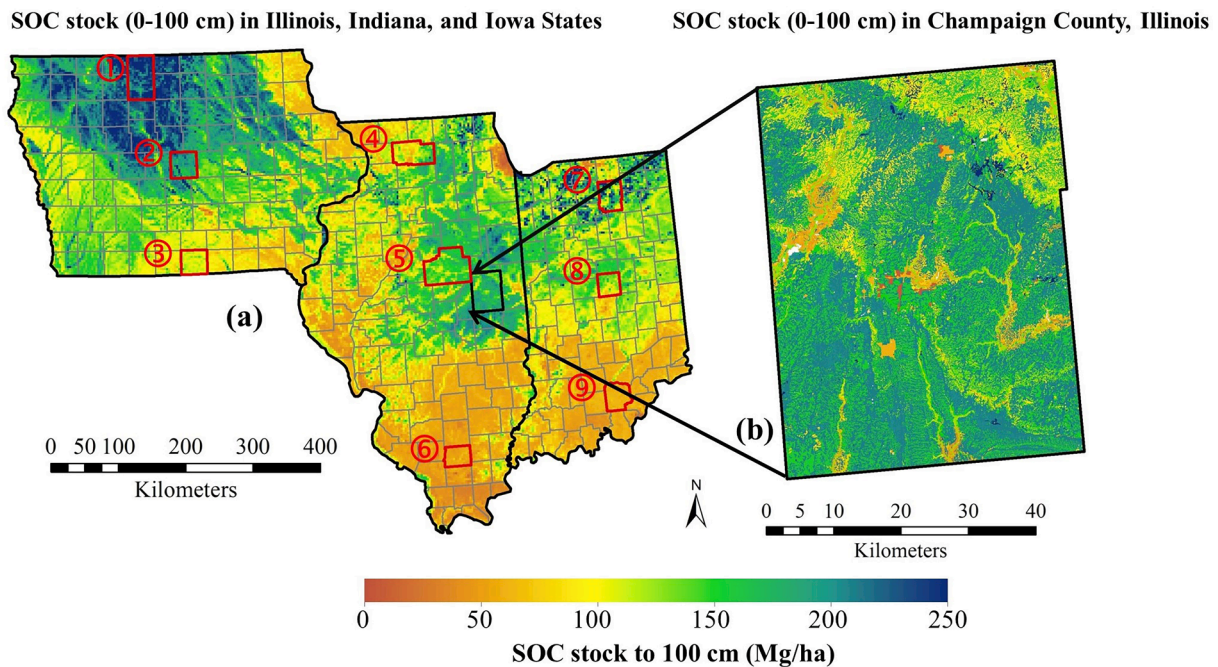 SOC stock (0-100 cm) in Illinois, Indiana, and Iowa States
SOC stock (0-100 cm) in Champaign County, Illinois
①
②
③
④
⑤
⑥
⑦
⑧
⑨
(a)
(b)
0 50 100 200 300 400
Kilometers
N
0 5 10 20 30 40
Kilometers
0 50 100 150 200 250
SOC stock to 100 cm (Mg/ha)